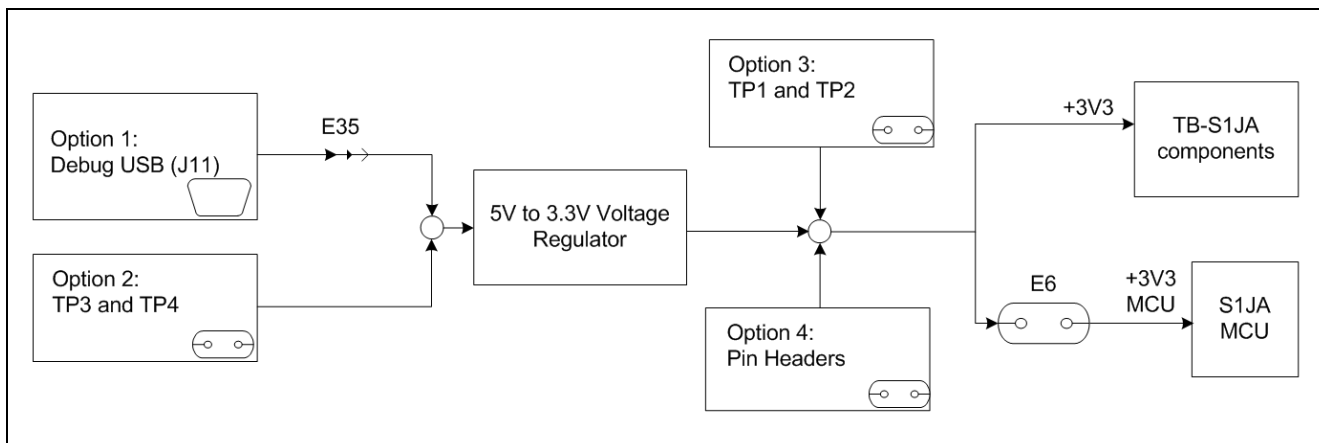 Option 1:
Debug USB (J11)
E35
Option 2:
TP3 and TP4
5V to 3.3V Voltage
Regulator
Option 3:
TP1 and TP2
Option 4:
Pin Headers
+3V3
TB-S1JA
components
E6
+3V3
MCU
S1JA
MCU